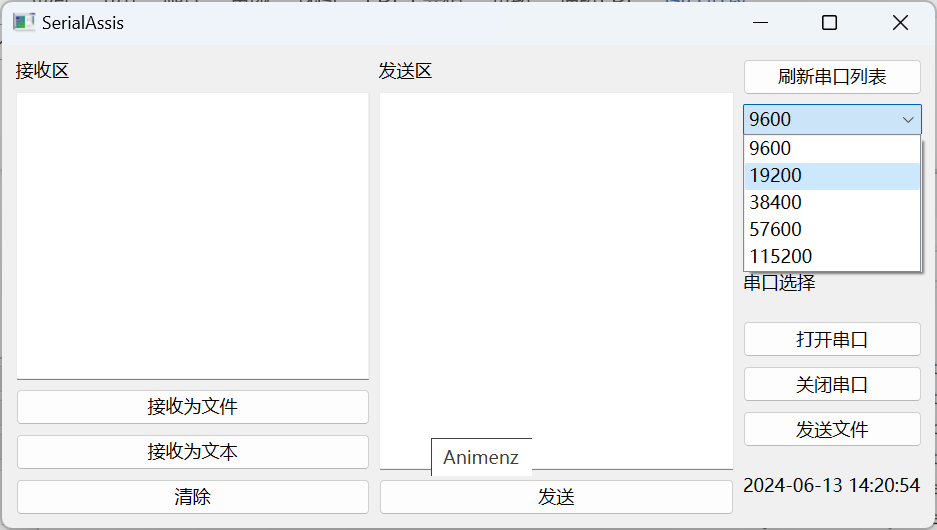 SerialAssis
接收区
发送区
刷新串口列表
9600
9600
19200
38400
57600
115200
串口选择
打开串口
关闭串口
发送文件
接收为文件
接收为文本
清除
Animenz
发送
2024-06-13 14:20:54